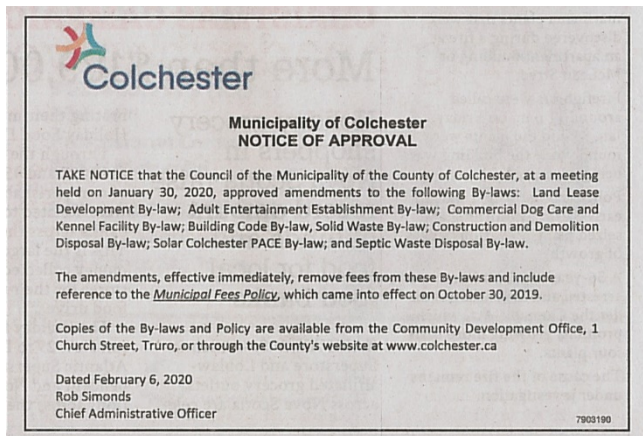 Colchester
Municipality of Colchester
NOTICE OF APPROVAL
TAKE NOTICE that the Council of the Municipality of the County of Colchester, at a meeting
held on January 30, 2020, approved amendments to the following By-laws: Land Lease
Development By-law; Adult Entertainment Establishment By-law; Commercial Dog Care and
Kennel Facility By-law; Building Code By-law, Solid Waste By-law; Construction and Demolition
Disposal By-law; Solar Colchester PACE By-law; and Septic Waste Disposal By-law.
The amendments, effective immediately, remove fees from these By-laws and include
reference to the Municipal Fees Policy, which came into effect on October 30, 2019.
Copies of the By-laws and Policy are available from the Community Development Office, 1
Church Street, Truro, or through the County's website at www.colchester.ca
Dated February 6, 2020
Rob Simonds
Chief Administrative Officer
7903190